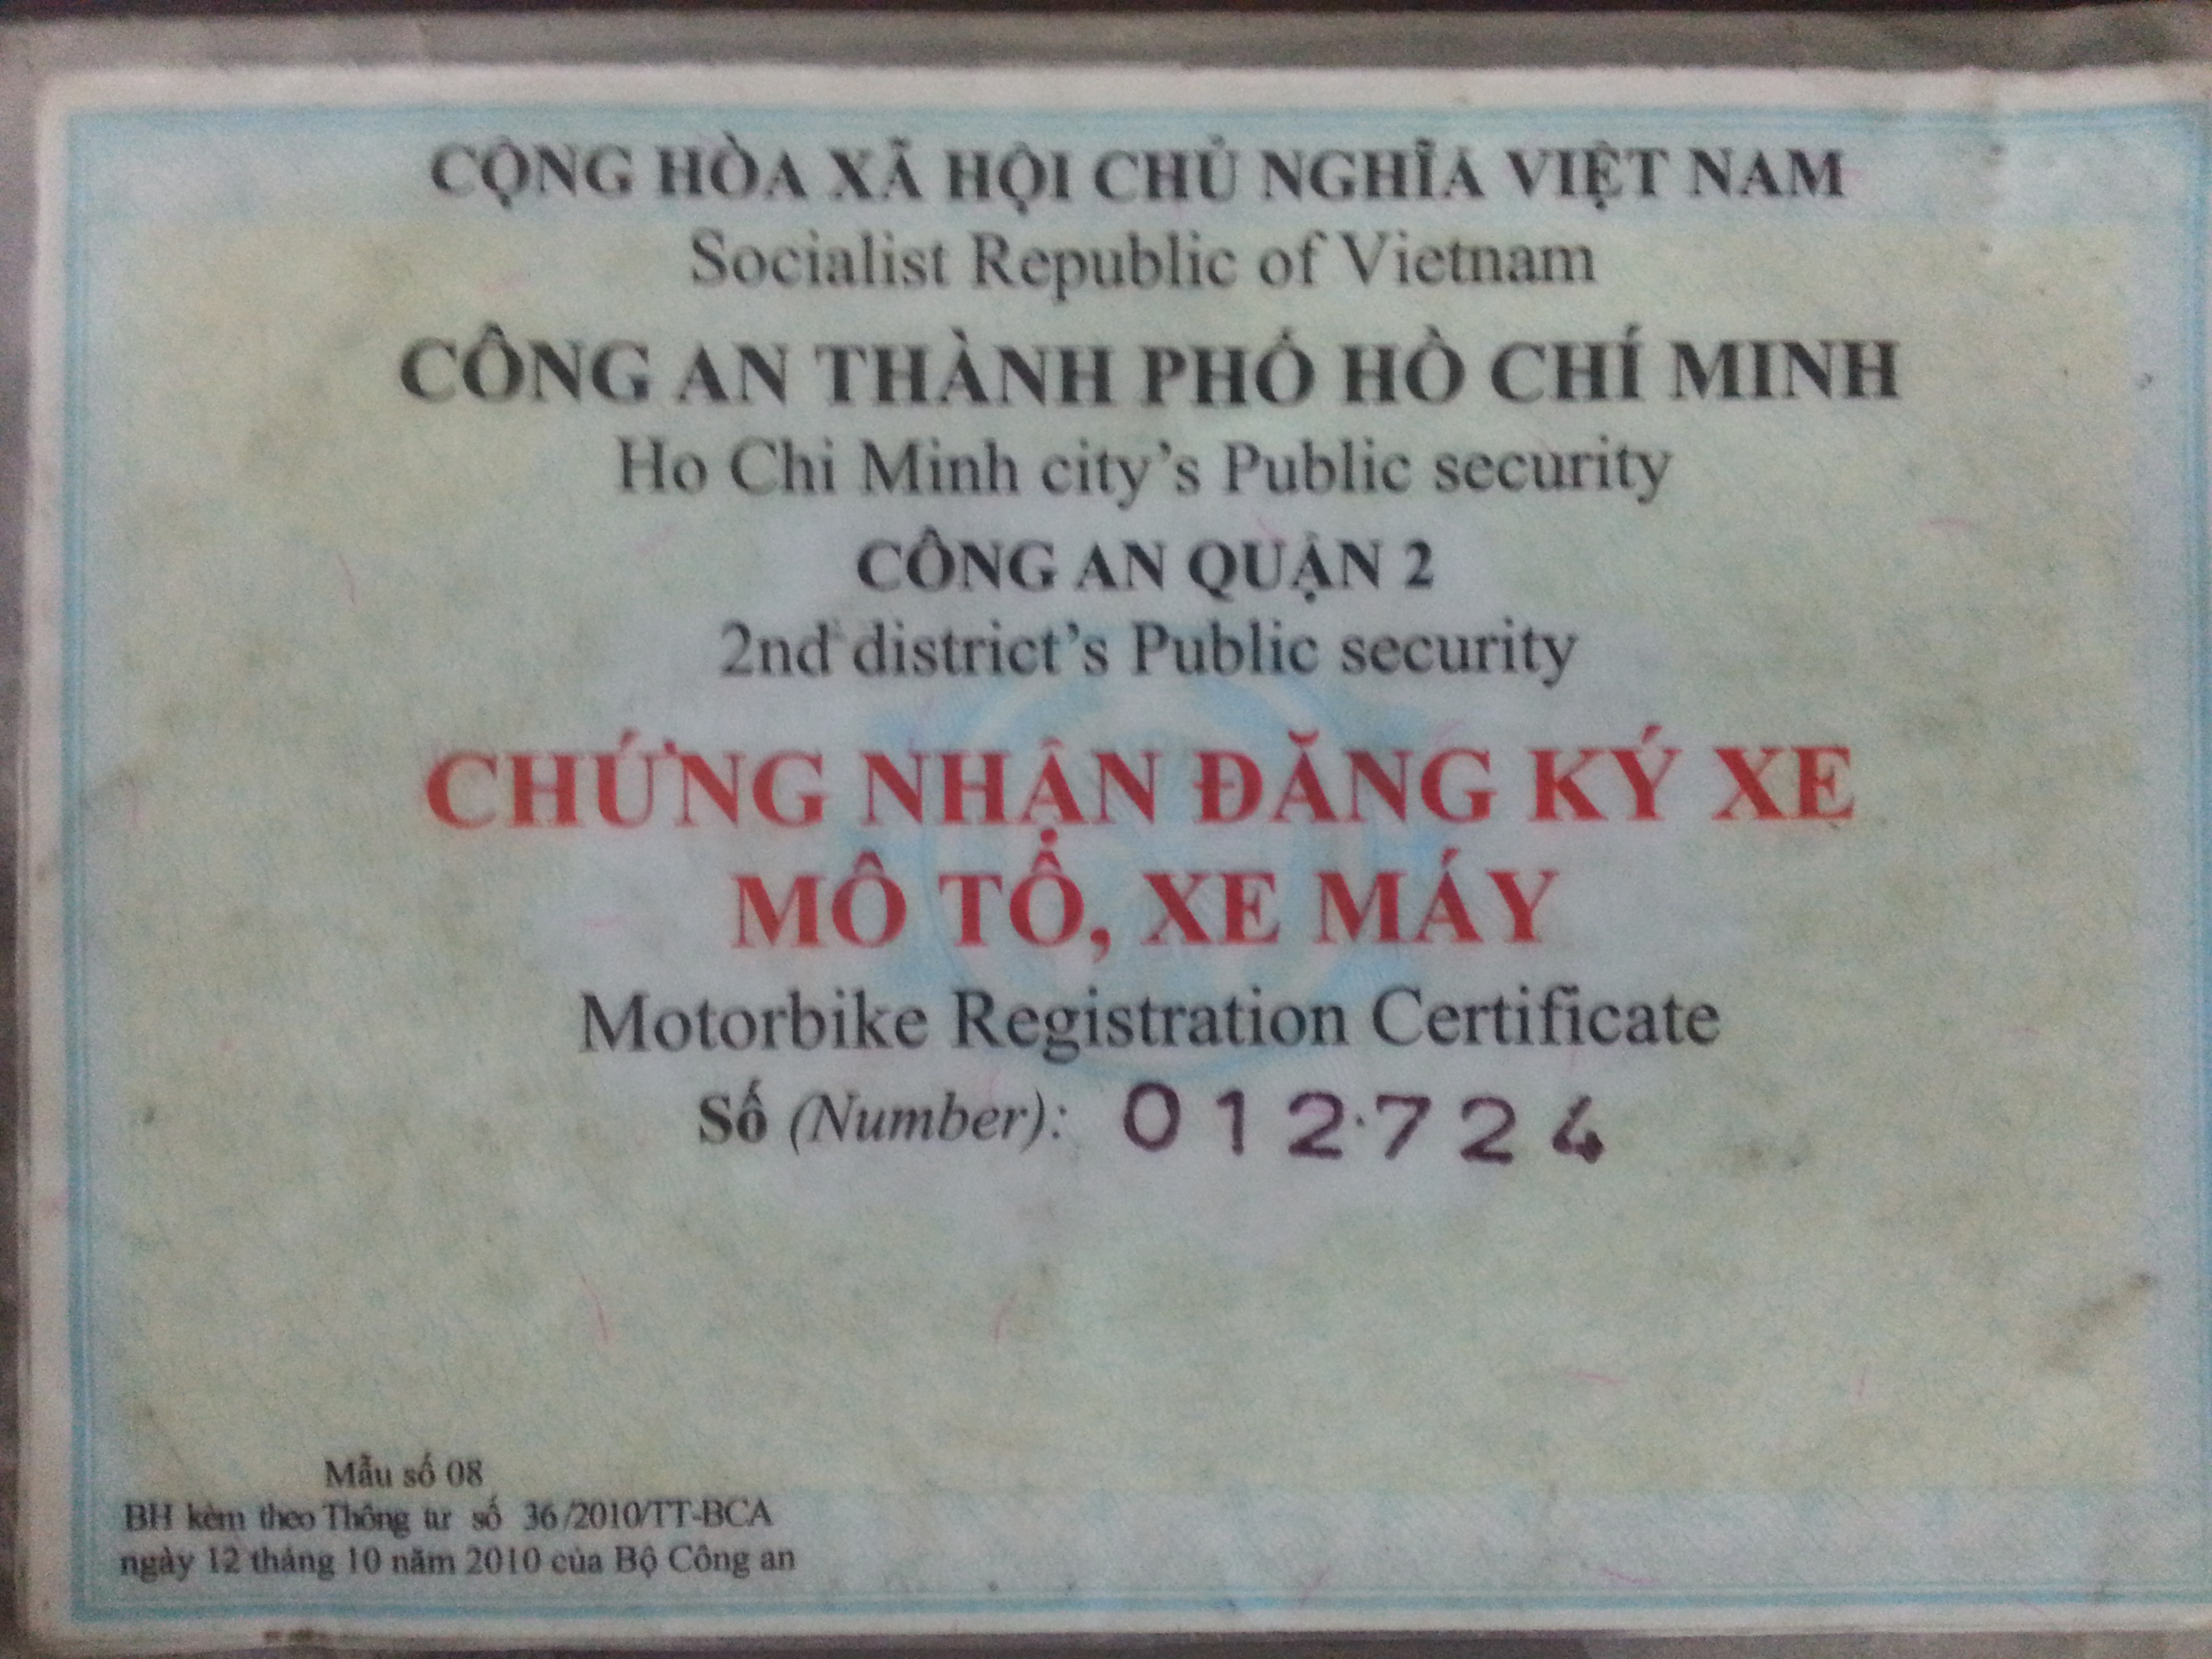 CỘNG HÒA XÃ HỘI CHỦ NGHĨA VIỆT NAM
Socialist Republic of Vietnam
CÔNG AN THÀNH PHỐ HỒ CHÍ MINH
Ho Chi Minh city's Public security
CÔNG AN QUẬN 2
2nd district's Public security
CHỨNG NHẬN ĐĂNG KÝ XE
MÔ TÔ, XE MÁY
Motorbike Registration Certificate
Số (Number): 012.724
Mẫu số 08
BH kèm theo Thông tư số 36/2010/TT-BCA
ngày 12 tháng 10 năm 2010 của Bộ Công an